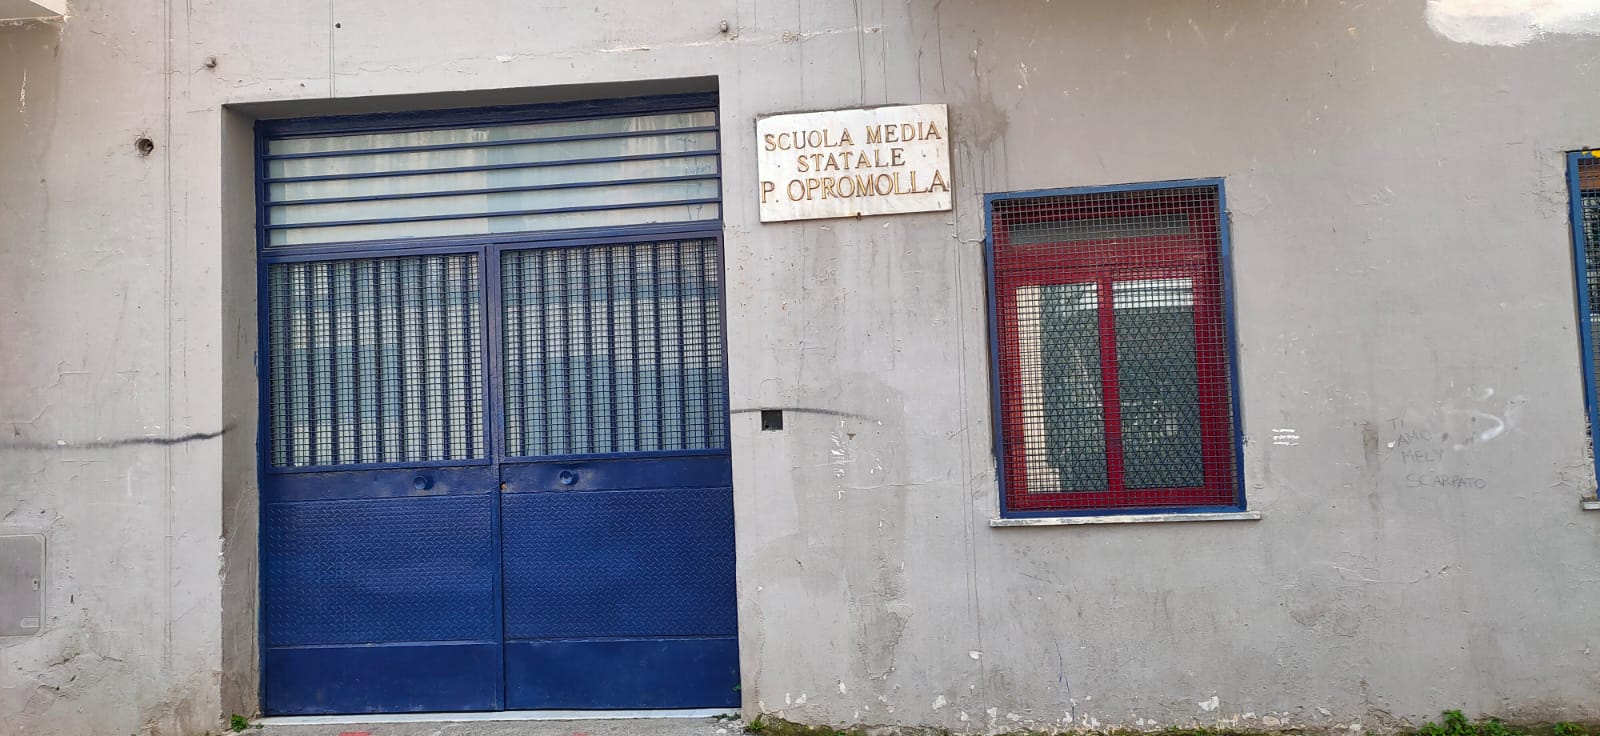 SCUOLA MEDIA
STATALE
P. OPROMOLLA
TI
AMO
MELY
SCARPATO